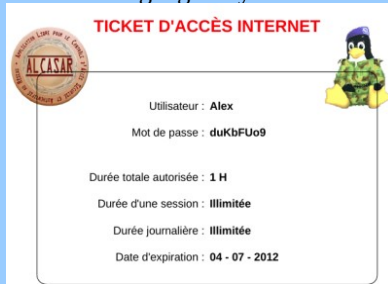 TICKET D'ACCÈS INTERNET
ALCASAR
Utilisateur : Alex
Mot de passe : duKbFUo9
Durée totale autorisée : 1 H
Durée d'une session : Illimitée
Durée journalière : Illimitée
Date d'expiration : 04 - 07 - 2012